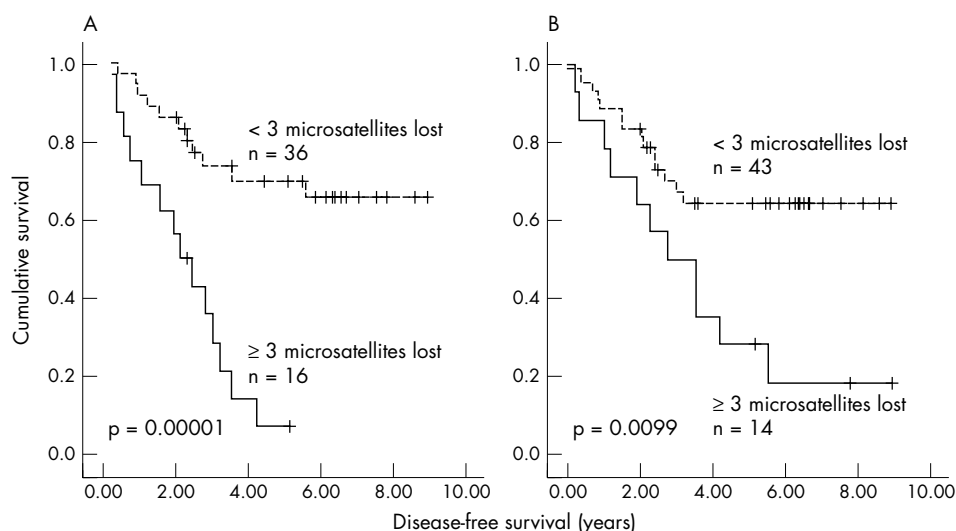 A
Cumulative survival
1.0
0.8
0.6
0.4
0.2
0.0
< 3 microsatellites lost
n = 36
≥ 3 microsatellites lost
n = 16
p = 0.00001
0.00 2.00 4.00 6.00 8.00 10.00
B
1.0
0.8
0.6
0.4
0.2
0.0
< 3 microsatellites lost
n = 43
≥ 3 microsatellites lost
n = 14
p = 0.0099
0.00 2.00 4.00 6.00 8.00 10.00
Disease-free survival (years)